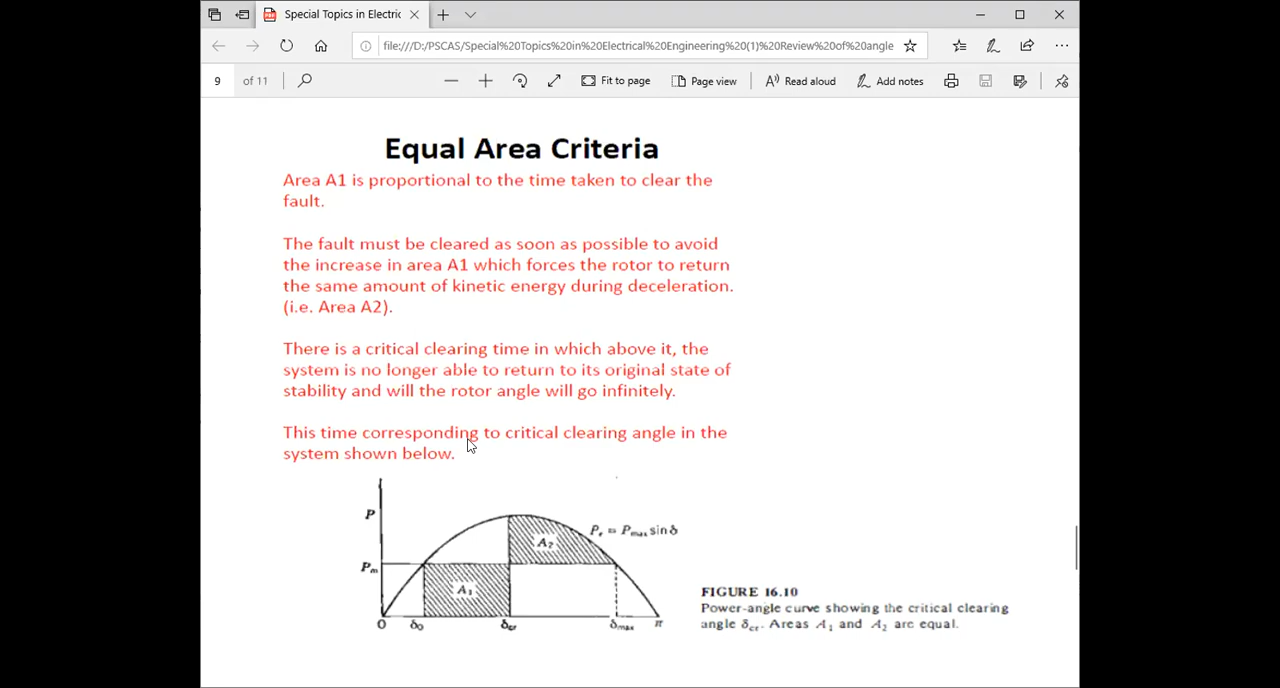 Special Topics in Electric
file:///D:/PSCAS/Special%20Topics%20in%20Electrical%20Engineering%20(1)%20Review%20of%20angle
9 of 11
Fit to page
Page view
Read aloud
Add notes
Equal Area Criteria
Area A1 is proportional to the time taken to clear the
fault.
The fault must be cleared as soon as possible to avoid
the increase in area A1 which forces the rotor to return
the same amount of kinetic energy during deceleration.
(i.e. Area A2).
There is a critical clearing time in which above it, the
system is no longer able to return to its original state of
stability and will the rotor angle will go infinitely.
This time corresponding to critical clearing angle in the
system shown below.
P
Pₑ = Pmax sin δ
A₂
Pm
A₁
0 δ₀ δcr δmax π
FIGURE 16.10
Power-angle curve showing the critical clearing
angle δcr. Areas A₁ and A₂ are equal.